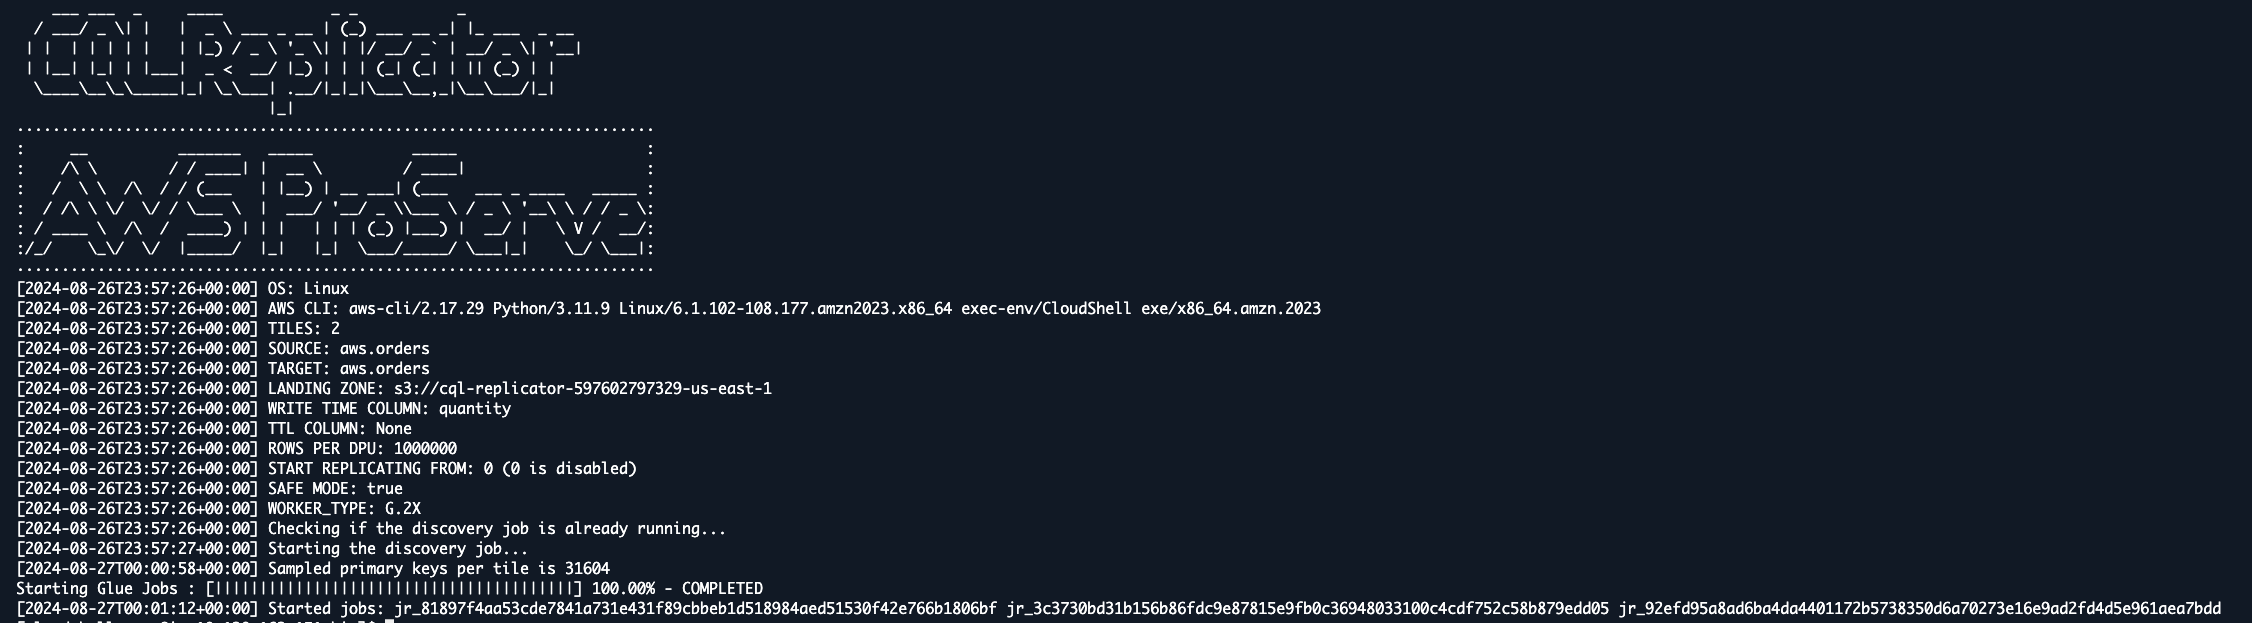 CQLReplicator
AWS ProServe
[2024-08-26T23:57:26+00:00] OS: Linux
[2024-08-26T23:57:26+00:00] AWS CLI: aws-cli/2.17.29 Python/3.11.9 Linux/6.1.102-108.177.amzn2023.x86_64 exec-env/CloudShell exe/x86_64.amzn.2023
[2024-08-26T23:57:26+00:00] TILES: 2
[2024-08-26T23:57:26+00:00] SOURCE: aws.orders
[2024-08-26T23:57:26+00:00] TARGET: aws.orders
[2024-08-26T23:57:26+00:00] LANDING ZONE: s3://cql-replicator-597602797329-us-east-1
[2024-08-26T23:57:26+00:00] WRITE TIME COLUMN: quantity
[2024-08-26T23:57:26+00:00] TTL COLUMN: None
[2024-08-26T23:57:26+00:00] ROWS PER DPU: 1000000
[2024-08-26T23:57:26+00:00] START REPLICATING FROM: 0 (0 is disabled)
[2024-08-26T23:57:26+00:00] SAFE MODE: true
[2024-08-26T23:57:26+00:00] WORKER_TYPE: G.2X
[2024-08-26T23:57:26+00:00] Checking if the discovery job is already running...
[2024-08-26T23:57:27+00:00] Starting the discovery job...
[2024-08-27T00:00:58+00:00] Sampled primary keys per tile is 31604
Starting Glue Jobs : [||||||||||||||||||||||||||||||||||||||||] 100.00% - COMPLETED
[2024-08-27T00:01:12+00:00] Started jobs: jr_81897f4aa53cde7841a731e431f89cbbeb1d518984aed51530f42e766b1806bf jr_3c3730bd31b156b86fdc9e87815e9fb0c36948033100c4cdf752c58b879edd05 jr_92efd95a8ad6ba4da4401172b5738350d6a70273e16e9ad2fd4d5e961aea7bdd